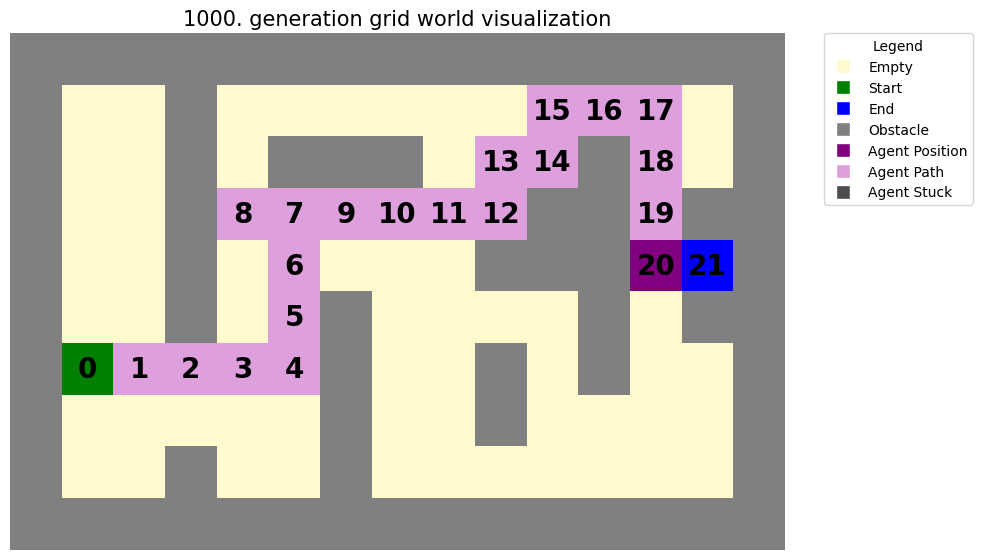 1000. generation grid world visualization
Legend
Empty
Start
End
Obstacle
Agent Position
Agent Path
Agent Stuck
15 16 17
13 14 18
8 7 9 10 11 12 19
6 20 21
5
0 1 2 3 4